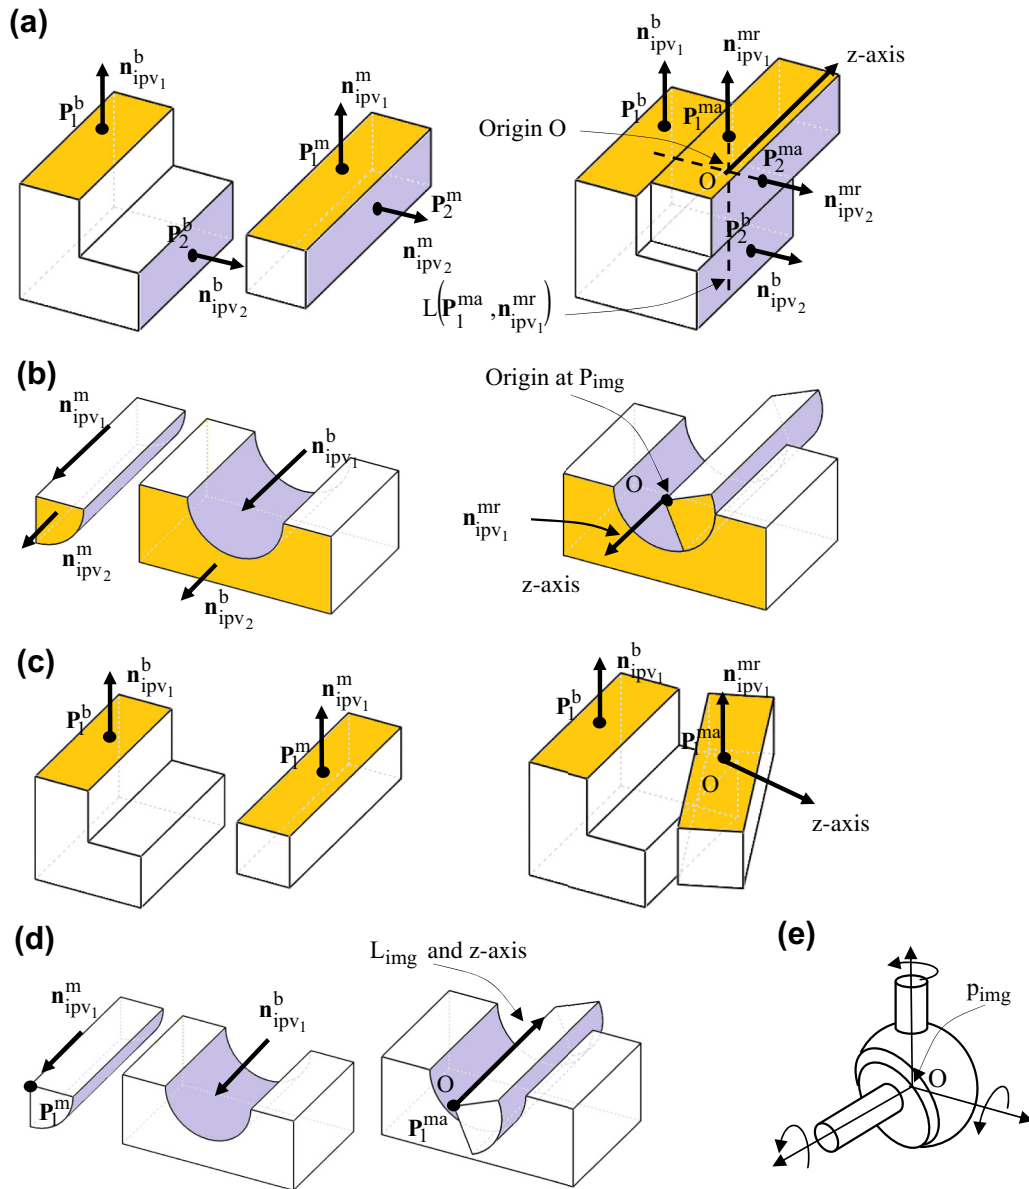 (a)
n^b_ipv1
P^b_1
P^b_2
n^b_ipv2
n^m_ipv1
P^m_1
P^m_2
n^m_ipv2
n^b_ipv1
n^mr_ipv1
z-axis
P^b_1
P^ma_1
Origin O
O
P^ma_2
n^mr_ipv2
P^b_2
n^b_ipv2
L(P^ma_1, n^mr_ipv1)
(b)
n^m_ipv1
n^m_ipv2
n^b_ipv1
n^b_ipv2
Origin at P_img
O
n^mr_ipv1
z-axis
(c)
n^b_ipv1
P^b_1
n^m_ipv1
P^m_1
n^b_ipv1
P^b_1
n^mr_ipv1
P^ma_1
O
z-axis
(d)
n^m_ipv1
P^m_1
n^b_ipv1
L_img and z-axis
O
P^ma_1
(e)
p_img
O